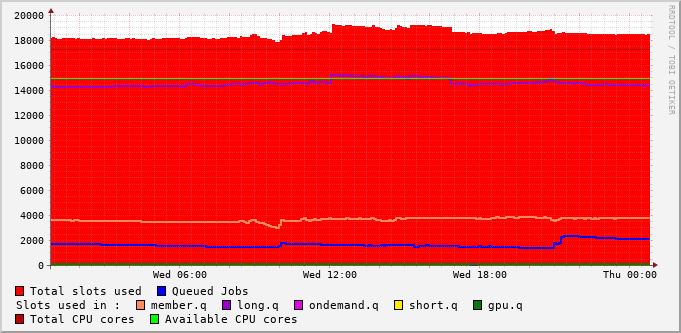 20000
18000
16000
14000
12000
10000
8000
6000
4000
2000
0
Wed 06:00 Wed 12:00 Wed 18:00 Thu 00:00
RRDTOOL / TOBI OETIKER
Total slots used Queued Jobs
Slots used in : member.q long.q ondemand.q short.q gpu.q
Total CPU cores Available CPU cores